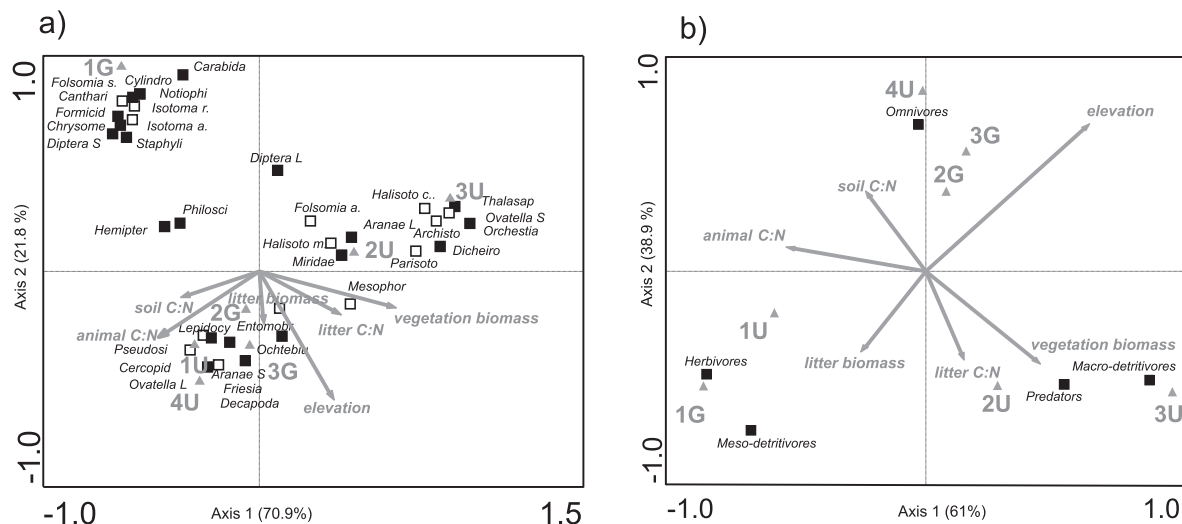 a)
1.0
1G
Carabida
Folsomia s.
Cylindro
Canthari
Notiophi
Formicid
Isotoma r.
Chrysome
Isotoma a.
Diptera S
Staphyli
Diptera L
Philosci
Hemipter
Folsomia a.
Halisoto c..
3U
Thalasap
Aranae L
Ovatella S
Archisto
Orchestia
Halisoto m.
2U
Dicheiro
Miridae
Parisoto
Mesophor
soil C:N
litter biomass
2G
litter C:N
vegetation biomass
animal C:N
Lepidocy
Entomobr
Pseudosi
1U
Ochtebiu
Cercopid
Aranae S
3G
Ovatella L
Friesia
4U
Decapoda
elevation
Axis 2 (21.8 %)
-1.0
-1.0
Axis 1 (70.9%)
1.5
b)
1.0
4U
Omnivores
elevation
3G
2G
soil C:N
animal C:N
1U
litter biomass
vegetation biomass
Herbivores
litter C:N
Macro-detritivores
1G
2U
Predators
3U
Meso-detritivores
Axis 2 (38.9 %)
-1.0
-1.0
Axis 1 (61%)
1.0